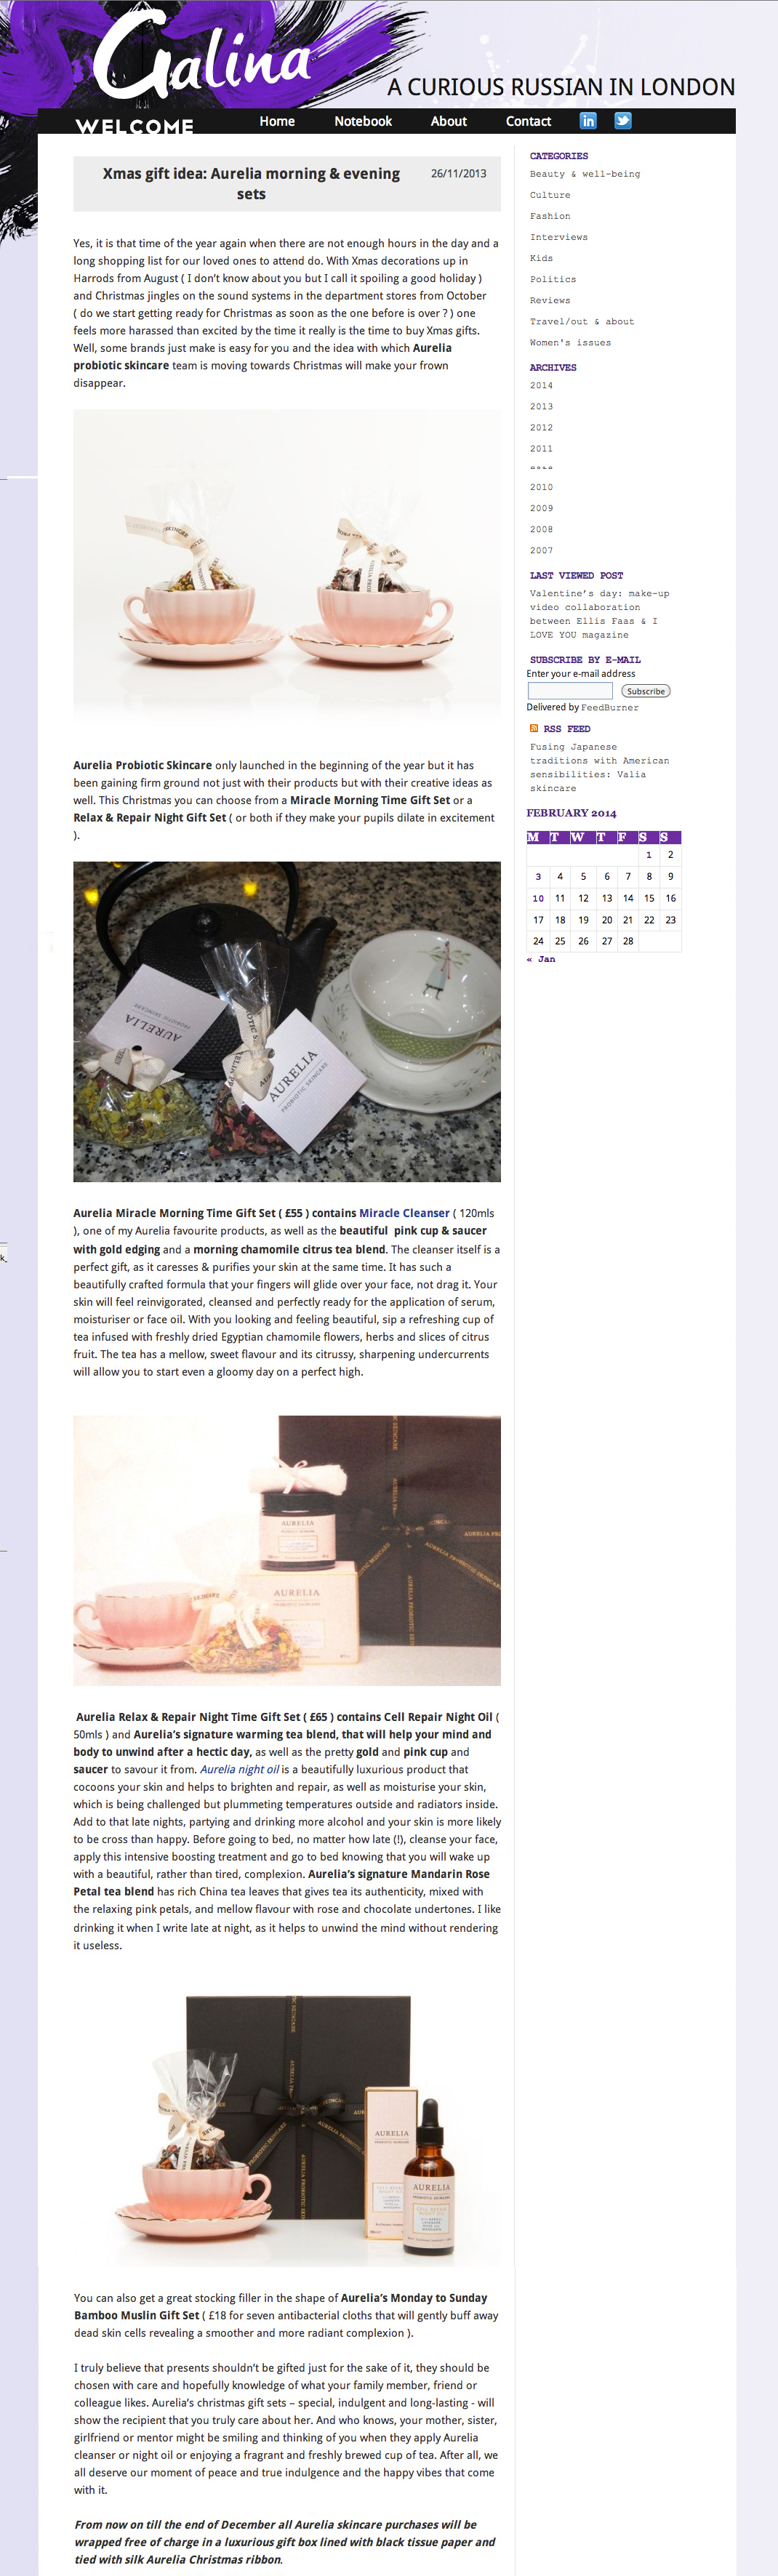 Galina
A CURIOUS RUSSIAN IN LONDON
WELCOME
Home Notebook About Contact
Xmas gift idea: Aurelia morning & evening
sets
26/11/2013
Yes, it is that time of the year again when there are not enough hours in the day and a
long shopping list for our loved ones to attend do. With Xmas decorations up in
Harrods from August ( I don't know about you but I call it spoiling a good holiday )
and Christmas jingles on the sound systems in the department stores from October
( do we start getting ready for Christmas as soon as the one before is over ? ) one
feels more harassed than excited by the time it really is the time to buy Xmas gifts.
Well, some brands just make is easy for you and the idea with which Aurelia
probiotic skincare team is moving towards Christmas will make your frown
disappear.
Aurelia Probiotic Skincare only launched in the beginning of the year but it has
been gaining firm ground not just with their products but with their creative ideas as
well. This Christmas you can choose from a Miracle Morning Time Gift Set or a
Relax & Repair Night Gift Set ( or both if they make your pupils dilate in excitement
).
AURELIA
PROBIOTIC SKINCARE
AURELIA
PROBIOTIC SKINCARE
Aurelia Miracle Morning Time Gift Set ( £55 ) contains Miracle Cleanser ( 120mls
), one of my Aurelia favourite products, as well as the beautiful pink cup & saucer
with gold edging and a morning chamomile citrus tea blend. The cleanser itself is a
perfect gift, as it caresses & purifies your skin at the same time. It has such a
beautifully crafted formula that your fingers will glide over your face, not drag it. Your
skin will feel reinvigorated, cleansed and perfectly ready for the application of serum,
moisturiser or face oil. With you looking and feeling beautiful, sip a refreshing cup of
tea infused with freshly dried Egyptian chamomile flowers, herbs and slices of citrus
fruit. The tea has a mellow, sweet flavour and its citrussy, sharpening undercurrents
will allow you to start even a gloomy day on a perfect high.
AURELIA
AURELIA
Aurelia Relax & Repair Night Time Gift Set ( £65 ) contains Cell Repair Night Oil (
50mls ) and Aurelia's signature warming tea blend, that will help your mind and
body to unwind after a hectic day, as well as the pretty gold and pink cup and
saucer to savour it from. Aurelia night oil is a beautifully luxurious product that
cocoons your skin and helps to brighten and repair, as well as moisturise your skin,
which is being challenged but plummeting temperatures outside and radiators inside.
Add to that late nights, partying and drinking more alcohol and your skin is more likely
to be cross than happy. Before going to bed, no matter how late (!), cleanse your face,
apply this intensive boosting treatment and go to bed knowing that you will wake up
with a beautiful, rather than tired, complexion. Aurelia's signature Mandarin Rose
Petal tea blend has rich China tea leaves that gives tea its authenticity, mixed with
the relaxing pink petals, and mellow flavour with rose and chocolate undertones. I like
drinking it when I write late at night, as it helps to unwind the mind without rendering
it useless.
AURELIA
AURELIA
PROBIOTIC SKINCARE
CELL REPAIR
NIGHT OIL
You can also get a great stocking filler in the shape of Aurelia's Monday to Sunday
Bamboo Muslin Gift Set ( £18 for seven antibacterial cloths that will gently buff away
dead skin cells revealing a smoother and more radiant complexion ).
I truly believe that presents shouldn't be gifted just for the sake of it, they should be
chosen with care and hopefully knowledge of what your family member, friend or
colleague likes. Aurelia's christmas gift sets – special, indulgent and long-lasting - will
show the recipient that you truly care about her. And who knows, your mother, sister,
girlfriend or mentor might be smiling and thinking of you when they apply Aurelia
cleanser or night oil or enjoying a fragrant and freshly brewed cup of tea. After all, we
all deserve our moment of peace and true indulgence and the happy vibes that come
with it.
From now on till the end of December all Aurelia skincare purchases will be
wrapped free of charge in a luxurious gift box lined with black tissue paper and
tied with silk Aurelia Christmas ribbon.
CATEGORIES
Beauty & well-being
Culture
Fashion
Interviews
Kids
Politics
Reviews
Travel/out & about
Women's issues
ARCHIVES
2014
2013
2012
2011
2010
2009
2008
2007
LAST VIEWED POST
Valentine's day: make-up
video collaboration
between Ellis Faas & I
LOVE YOU magazine
SUBSCRIBE BY E-MAIL
Enter your e-mail address
Subscribe
Delivered by FeedBurner
RSS FEED
Fusing Japanese
traditions with American
sensibilities: Valia
skincare
FEBRUARY 2014
M T W T F S S
1 2
3 4 5 6 7 8 9
10 11 12 13 14 15 16
17 18 19 20 21 22 23
24 25 26 27 28
« Jan